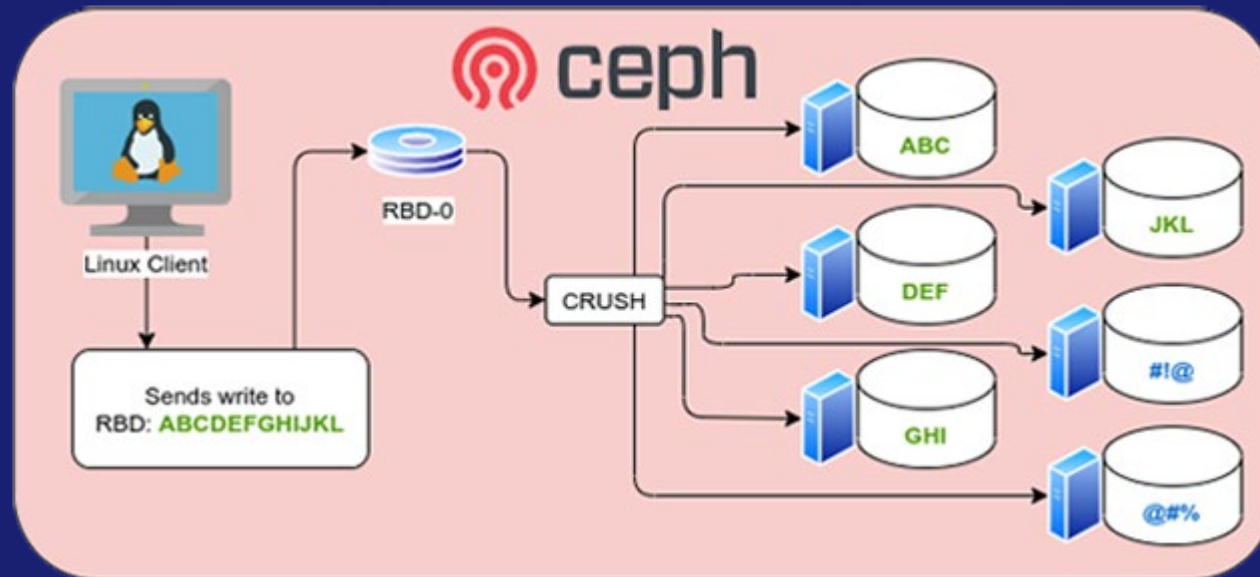 ceph
Linux Client
Sends write to
RBD: ABCDEFGHIJKL
RBD-0
CRUSH
ABC
JKL
DEF
#!@
GHI
@#%